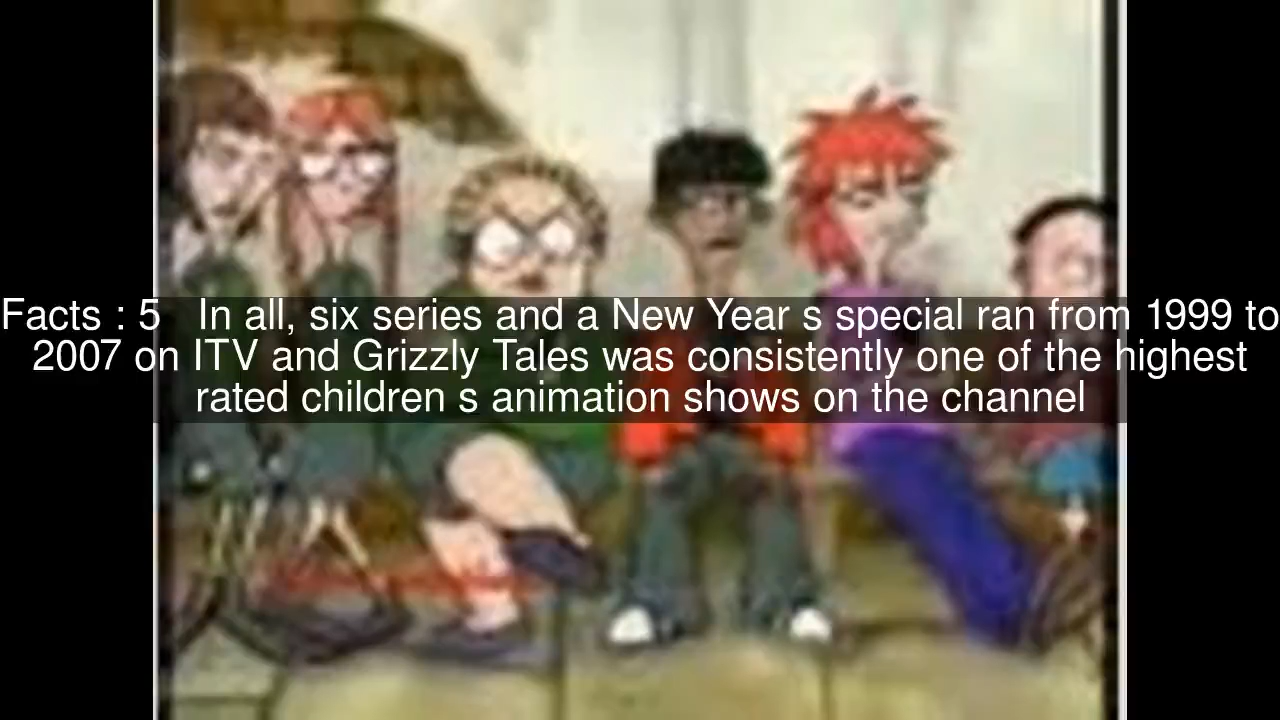 Facts : 5   In all, six series and a New Year s special ran from 1999 to
2007 on ITV and Grizzly Tales was consistently one of the highest
rated children s animation shows on the channel